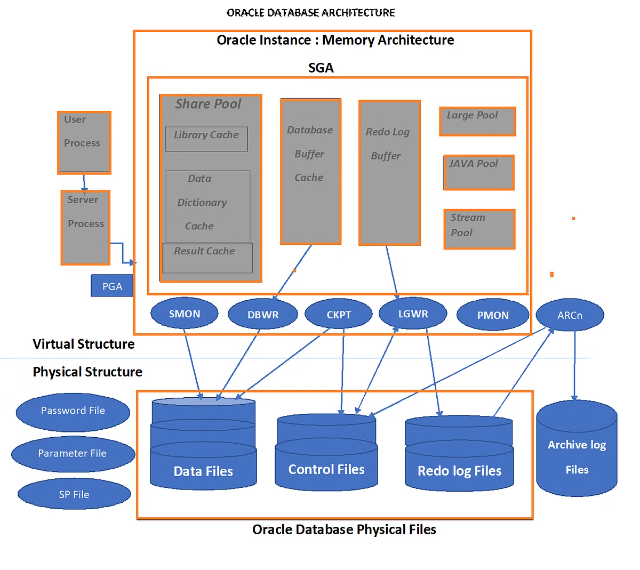 ORACLE DATABASE ARCHITECTURE
Oracle Instance : Memory Architecture
SGA
User
Process
Server
Process
PGA
Share Pool
Library Cache
Data
Dictionary
Cache
Result Cache
Database
Buffer
Cache
Redo Log
Buffer
Large Pool
JAVA Pool
Stream
Pool
SMON
DBWR
CKPT
LGWR
PMON
ARCn
Virtual Structure
Physical Structure
Password File
Parameter File
SP File
Data Files
Control Files
Redo log Files
Archive log
Files
Oracle Database Physical Files